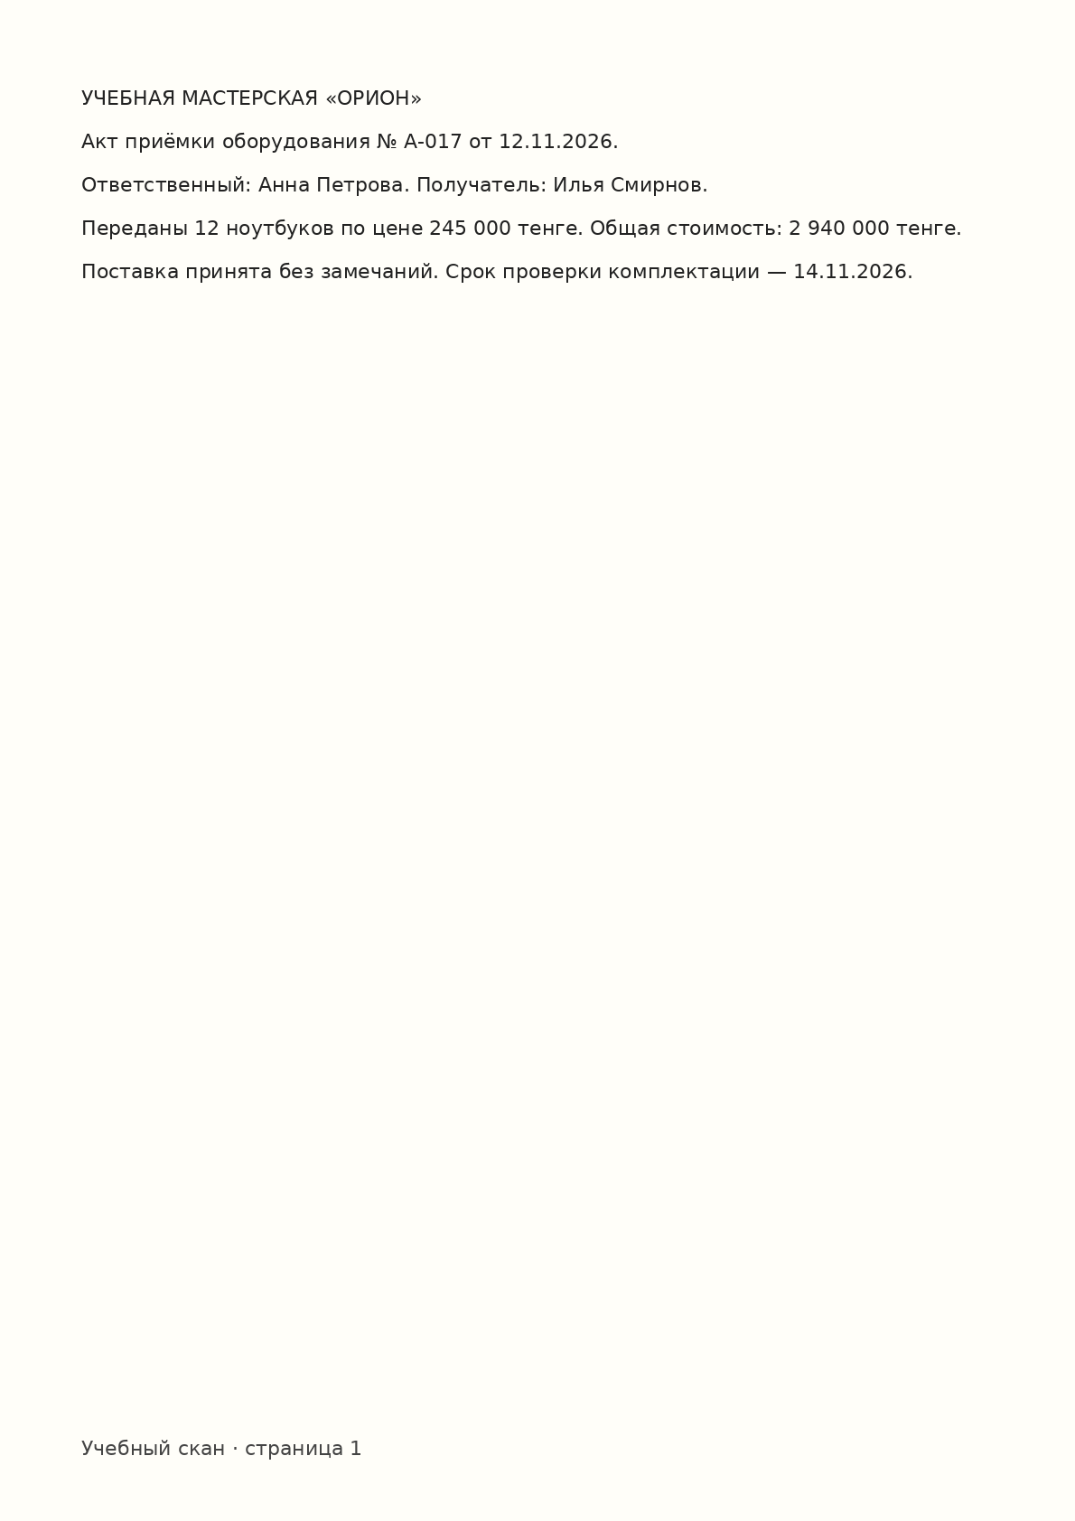 УЧЕБНАЯ МАСТЕРСКАЯ «ОРИОН»
Акт приёмки оборудования № А-017 от 12.11.2026.
Ответственный: Анна Петрова. Получатель: Илья Смирнов.
Переданы 12 ноутбуков по цене 245 000 тенге. Общая стоимость: 2 940 000 тенге.
Поставка принята без замечаний. Срок проверки комплектации — 14.11.2026.
Учебный скан · страница 1